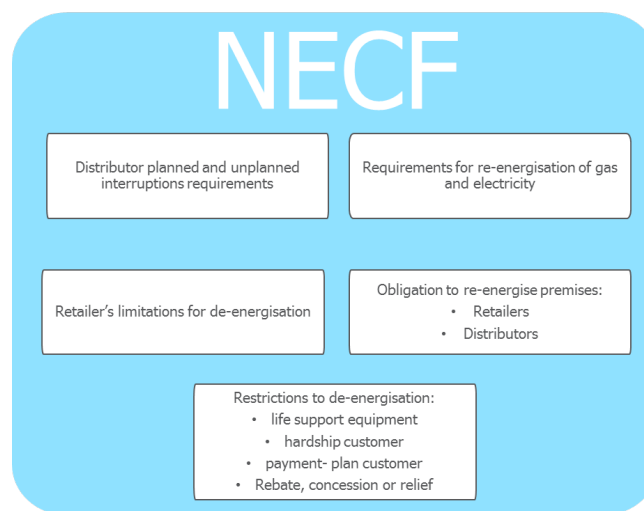 NECF
Distributor planned and unplanned
interruptions requirements
Requirements for re-energisation of gas
and electricity
Retailer’s limitations for de-energisation
Obligation to re-energise premises:
• Retailers
• Distributors
Restrictions to de-energisation:
• life support equipment
• hardship customer
• payment- plan customer
• Rebate, concession or relief